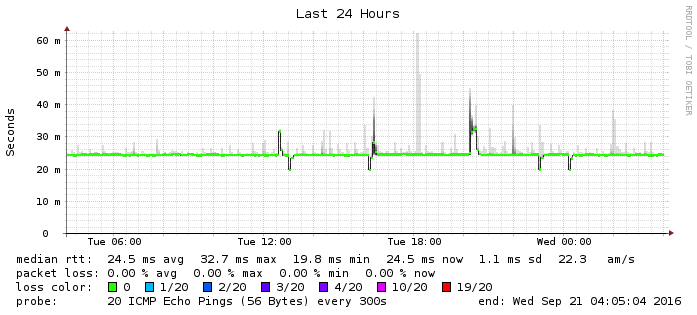 Last 24 Hours
RRDTOOL / TOBI OETIKER
Seconds
60 m
50 m
40 m
30 m
20 m
10 m
0
Tue 06:00 Tue 12:00 Tue 18:00 Wed 00:00
median rtt: 24.5 ms avg 32.7 ms max 19.8 ms min 24.5 ms now 1.1 ms sd 22.3 am/s
packet loss: 0.00 % avg 0.00 % max 0.00 % min 0.00 % now
loss color: 0 1/20 2/20 3/20 4/20 10/20 19/20
probe: 20 ICMP Echo Pings (56 Bytes) every 300s end: Wed Sep 21 04:05:04 2016